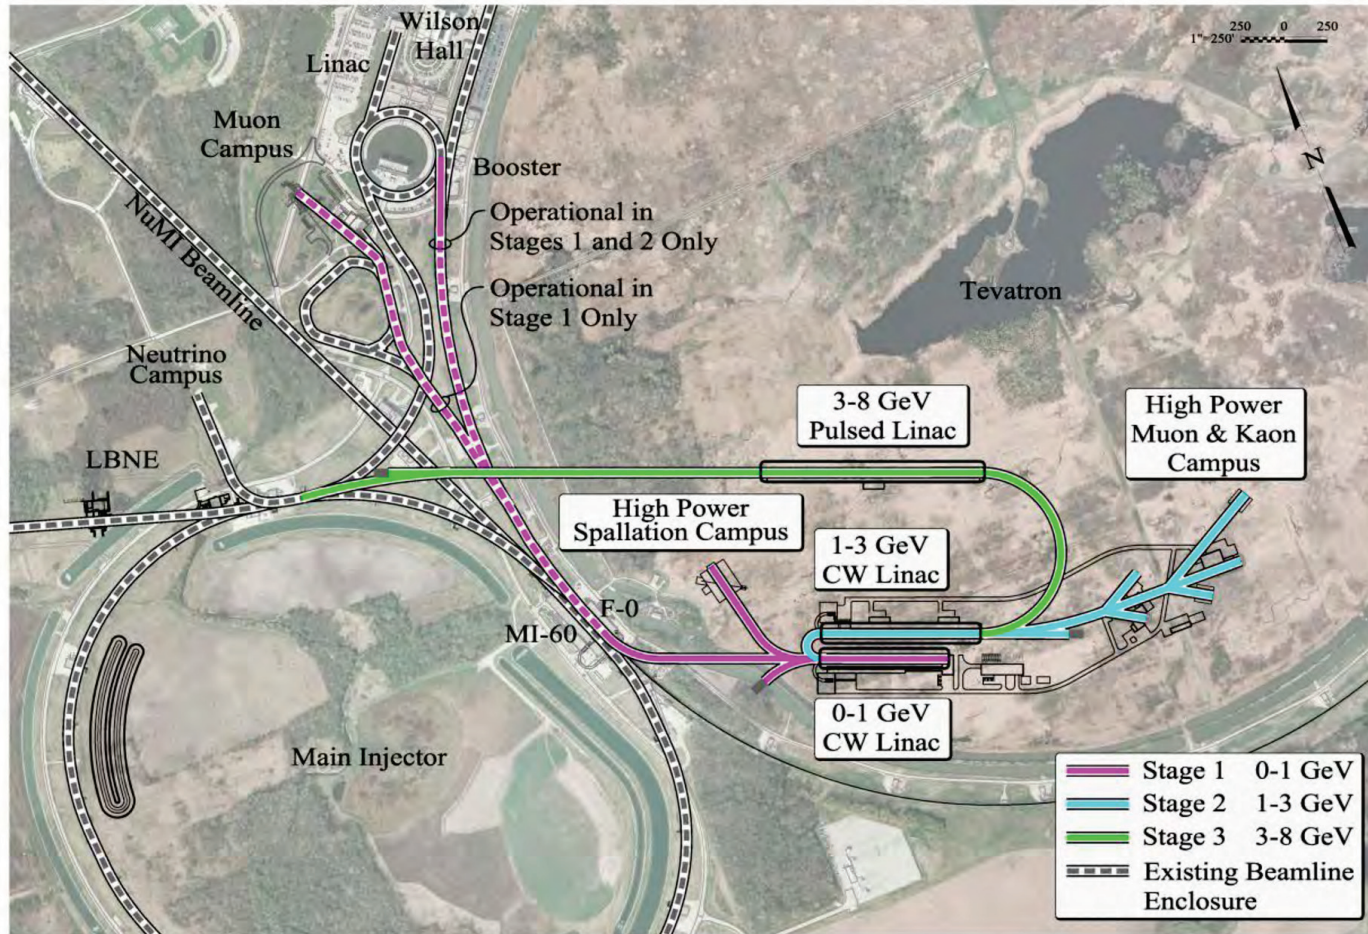 Wilson
Hall
250 0 250
1"=250'
Linac
Muon
Campus
N
Booster
Operational in
Stages 1 and 2 Only
NuMI Beamline
Tevatron
Operational in
Stage 1 Only
Neutrino
Campus
3-8 GeV
Pulsed Linac
High Power
Muon & Kaon
Campus
LBNE
High Power
Spallation Campus
1-3 GeV
CW Linac
F-0
MI-60
0-1 GeV
CW Linac
Main Injector
Stage 1 0-1 GeV
Stage 2 1-3 GeV
Stage 3 3-8 GeV
Existing Beamline
Enclosure